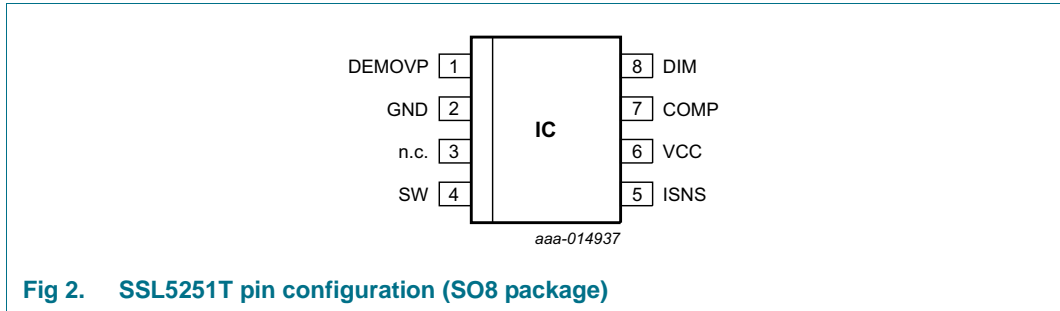 DEMOVP 1 8 DIM
GND 2 7 COMP
IC
n.c. 3 6 VCC
SW 4 5 ISNS
aaa-014937
Fig 2. SSL5251T pin configuration (SO8 package)